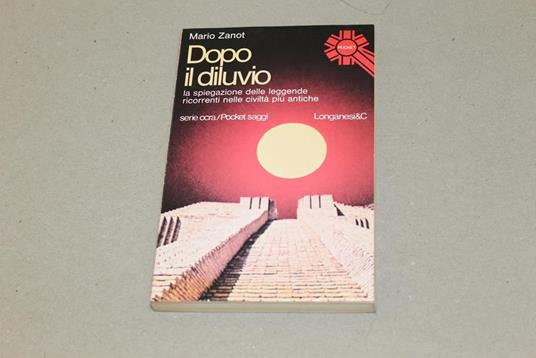 Mario Zanot
POCKET
Dopo
il diluvio
la spiegazione delle leggende
ricorrenti nelle civiltà più antiche
serie ocra/Pocket saggi
Longanesi&C